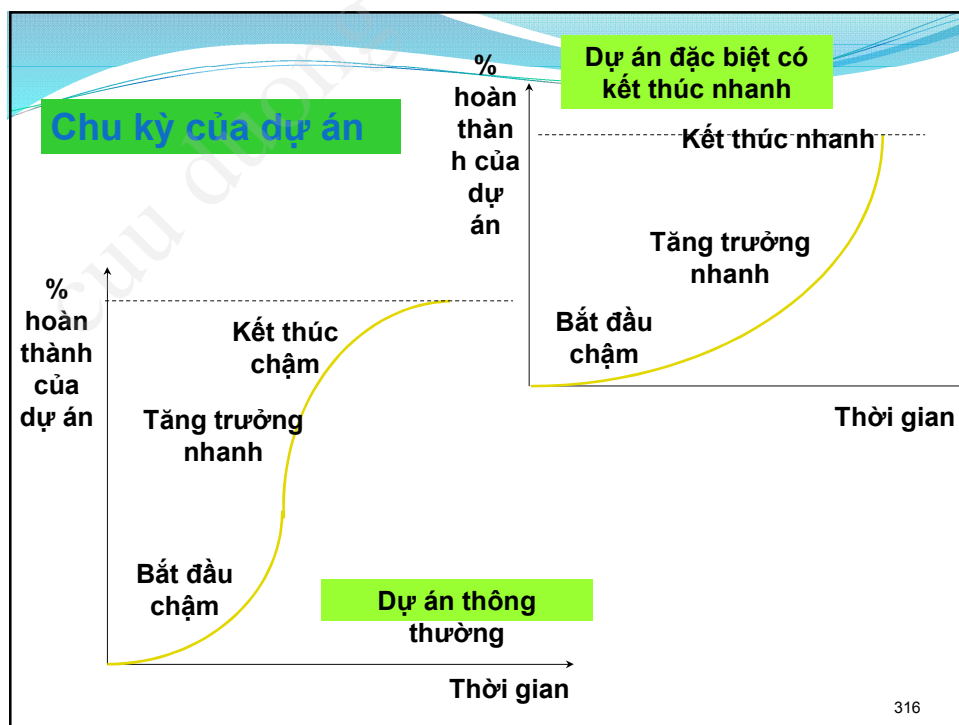 Chu kỳ của dự án
%
hoàn
thành
của
dự án
Kết thúc
chậm
Tăng trưởng
nhanh
Bắt đầu
chậm
Dự án thông
thường
Thời gian
Dự án đặc biệt có
kết thúc nhanh
%
hoàn
thàn
h của
dự
án
Kết thúc nhanh
Tăng trưởng
nhanh
Bắt đầu
chậm
Thời gian
cuu duong
316